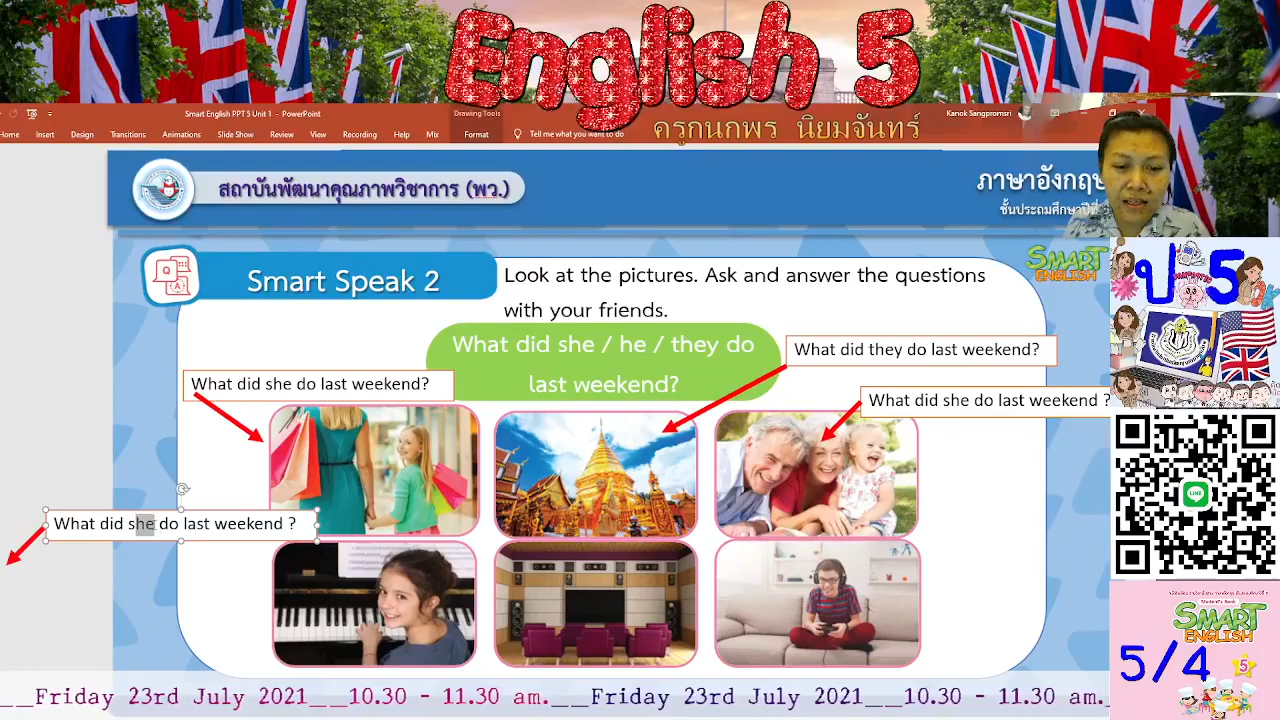 English 5
ครูกนกพร นิยมจันทร์
Smart English PPT 5 Unit 1 - PowerPoint
Drawing Tools
Kanok Sangpromsri
Home Insert Design Transitions Animations Slide Show Review View Recording Help Mix Format Tell me what you want to do
สถาบันพัฒนาคุณภาพวิชาการ (พว.)
ภาษาอังกฤษ
ชั้นประถมศึกษาปีที่
SMART
ENGLISH
Smart Speak 2
Look at the pictures. Ask and answer the questions
with your friends.
What did she / he / they do
last weekend?
What did they do last weekend?
What did she do last weekend?
What did she do last weekend ?
What did she do last weekend ?
ป 5
LINE
SMART
ENGLISH
5/4
5
__Friday 23rd July 2021__10.30 - 11.30 am.__Friday 23rd July 2021__10.30 - 11.30 am.